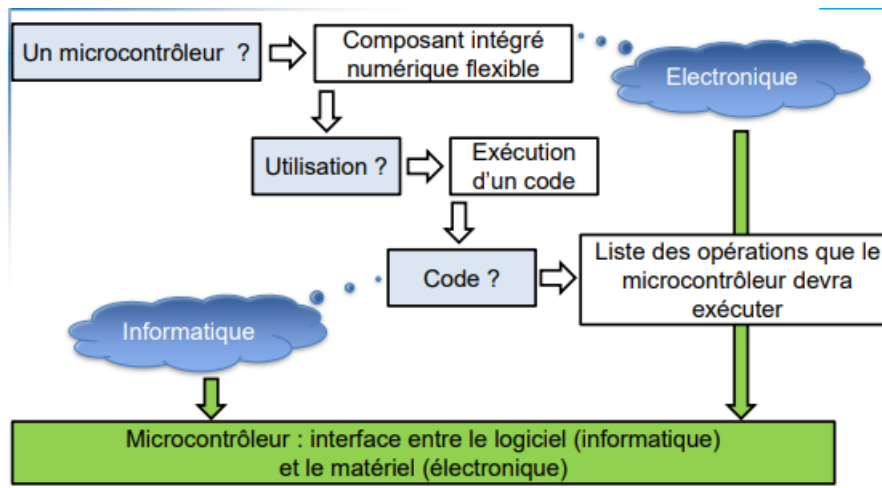 Un microcontrôleur ?
Composant intégré
numérique flexible
Electronique
Utilisation ?
Exécution
d'un code
Code ?
Liste des opérations que le
microcontrôleur devra
exécuter
Informatique
Microcontrôleur : interface entre le logiciel (informatique)
et le matériel (électronique)